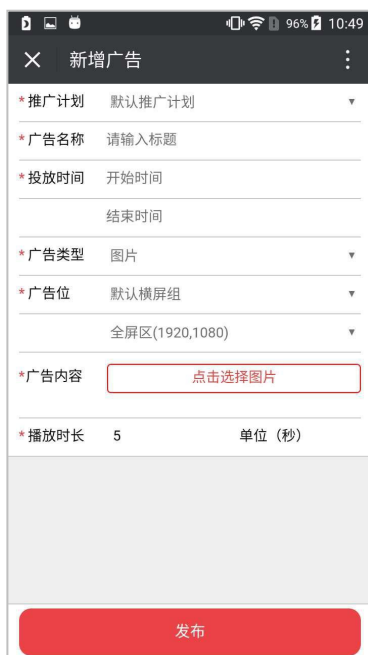 96% 10:49
新增广告
*推广计划 默认推广计划
*广告名称 请输入标题
*投放时间 开始时间
结束时间
*广告类型 图片
*广告位 默认横屏组
全屏区(1920,1080)
*广告内容 点击选择图片
*播放时长 5 单位（秒）
发布